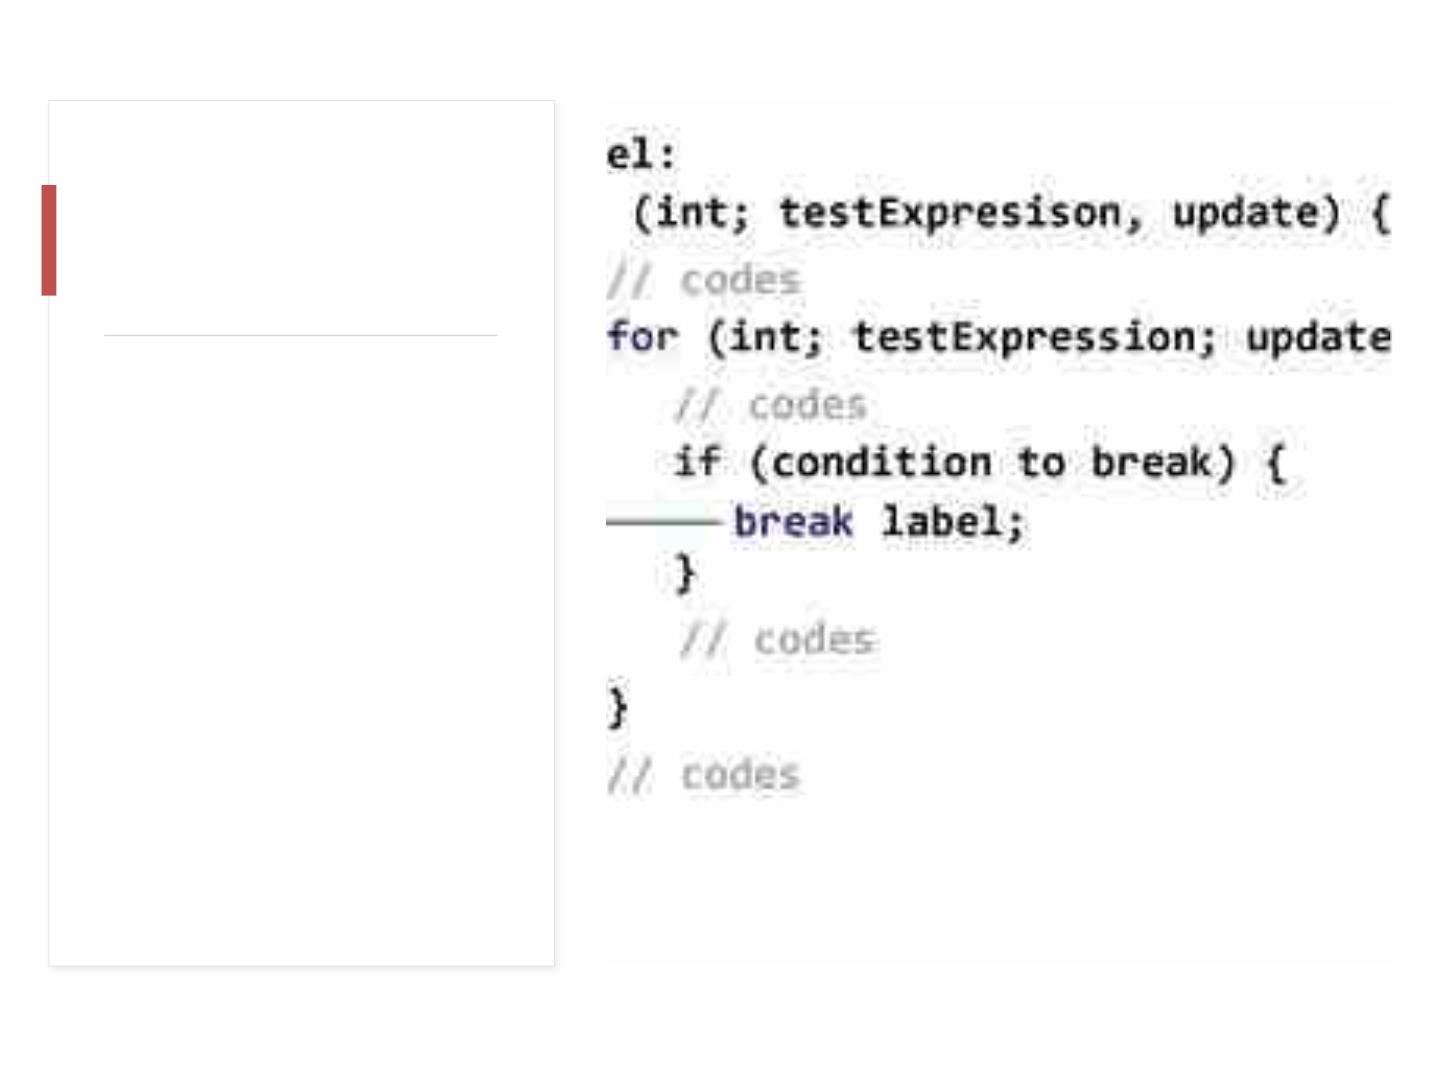 el:
(int; testExpresison, update) {
// codes
for (int; testExpression; update
// codes
if (condition to break) {
break label;
}
// codes
}
// codes